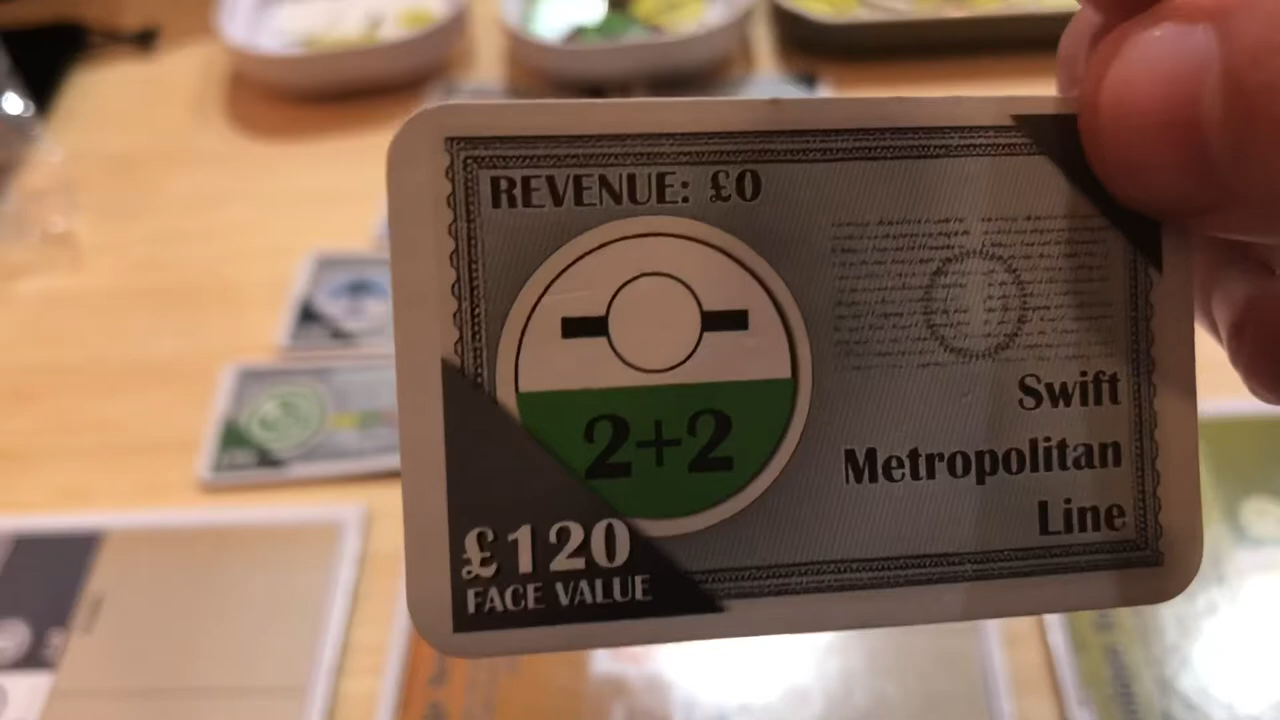 REVENUE: £0
2+2
Swift
Metropolitan
Line
£120
FACE VALUE